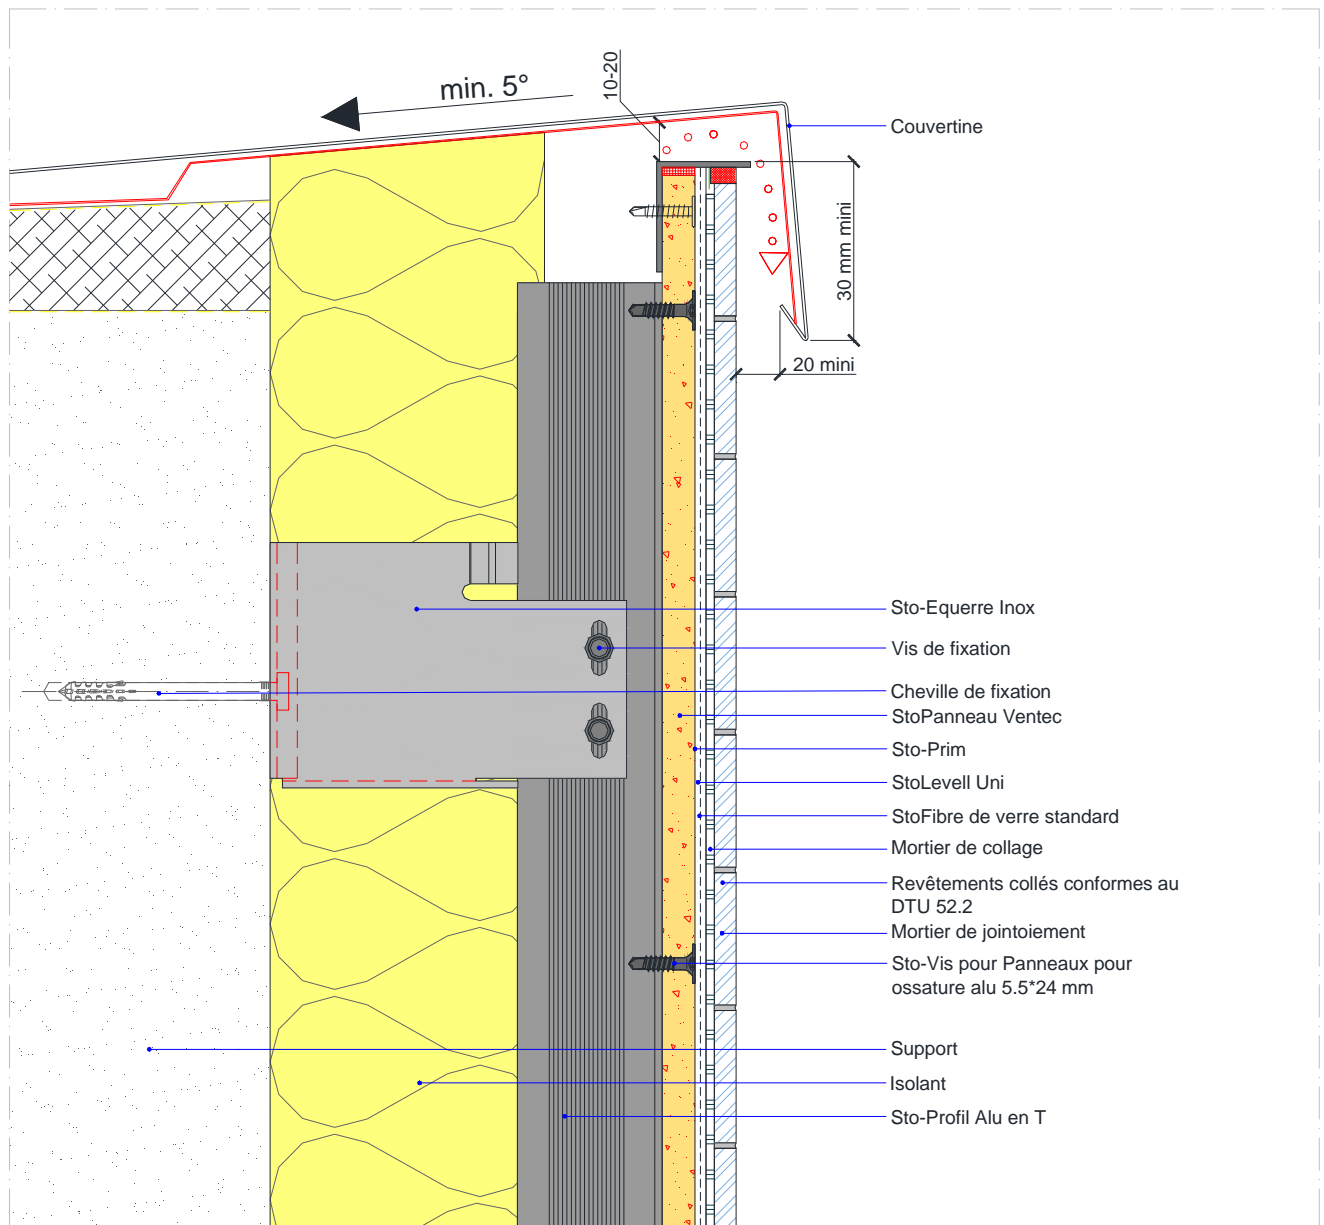 min. 5°
10-20
Couvertine
30 mm mini
20 mini
Sto-Equerre Inox
Vis de fixation
Cheville de fixation
StoPanneau Ventec
Sto-Prim
StoLevell Uni
StoFibre de verre standard
Mortier de collage
Revêtements collés conformes au
DTU 52.2
Mortier de jointoiement
Sto-Vis pour Panneaux pour
ossature alu 5.5*24 mm
Support
Isolant
Sto-Profil Alu en T